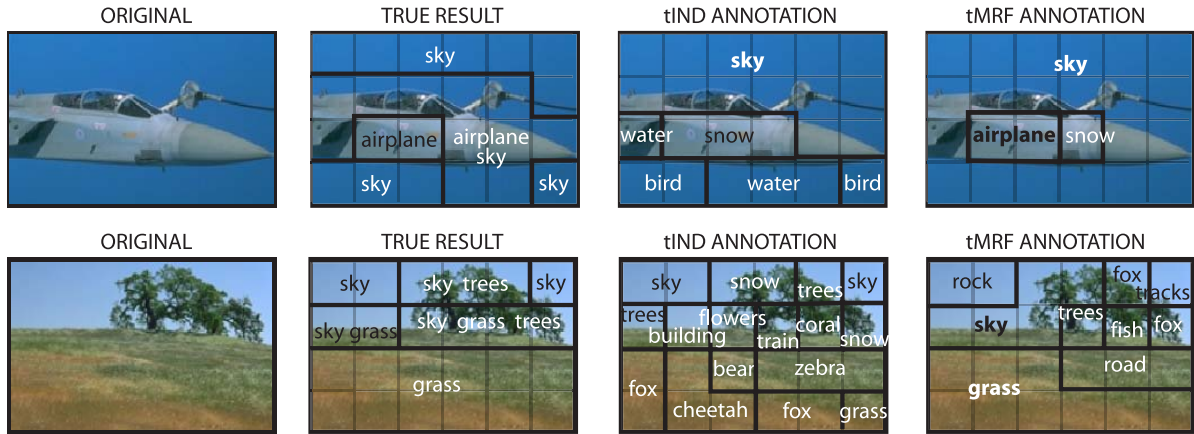 ORIGINAL TRUE RESULT tIND ANNOTATION tMRF ANNOTATION
sky sky sky
airplane airplane sky water snow airplane snow
sky sky bird water bird
ORIGINAL TRUE RESULT tIND ANNOTATION tMRF ANNOTATION
sky sky trees sky sky snow trees sky rock fox tracks
sky grass sky grass trees trees building flowers train coral snow sky trees fish fox
grass fox bear zebra grass road
cheetah fox grass